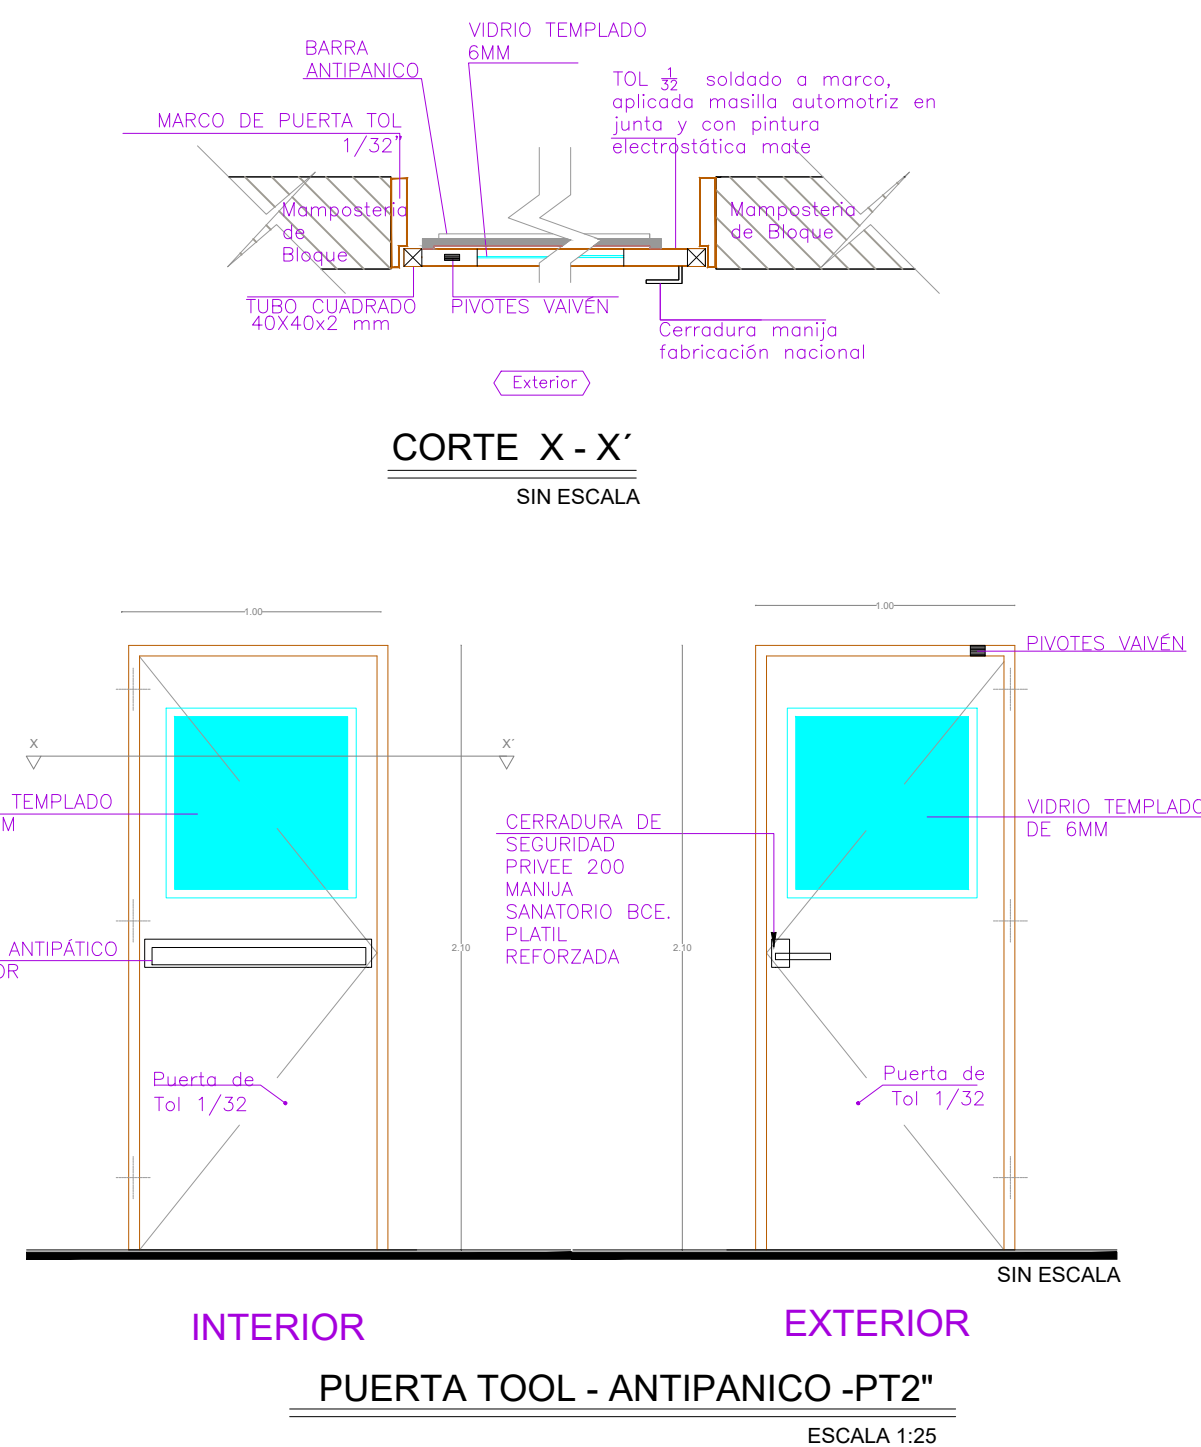 VIDRIO TEMPLADO
6MM
BARRA
ANTIPANICO
TOL 1/32 soldado a marco,
aplicada masilla automotriz en
junta y con pintura
electrostática mate
MARCO DE PUERTA TOL
1/32"
Mamposteria
de
Bloque
Mamposteria
de Bloque
TUBO CUADRADO
40X40x2 mm
PIVOTES VAIVÉN
Cerradura manija
fabricación nacional
Exterior
CORTE X - X´
SIN ESCALA
1.00
1.00
PIVOTES VAIVÉN
X
X´
TEMPLADO
M
VIDRIO TEMPLADO
DE 6MM
CERRADURA DE
SEGURIDAD
PRIVEE 200
MANIJA
SANATORIO BCE.
PLATIL
REFORZADA
ANTIPÁTICO
OR
2.10
2.10
Puerta de
Tol 1/32
Puerta de
Tol 1/32
SIN ESCALA
INTERIOR
EXTERIOR
PUERTA TOOL - ANTIPANICO -PT2"
ESCALA 1:25